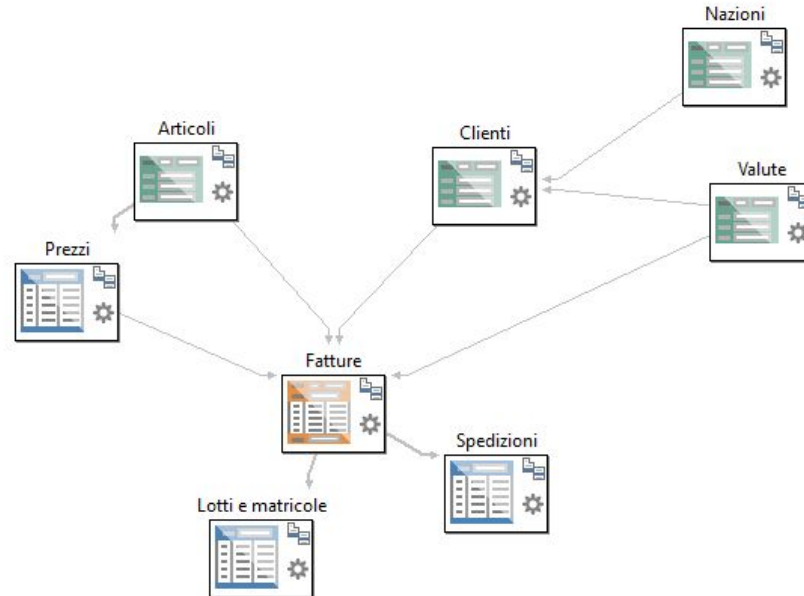 Nazioni
Articoli
Clienti
Valute
Prezzi
Fatture
Spedizioni
Lotti e matricole